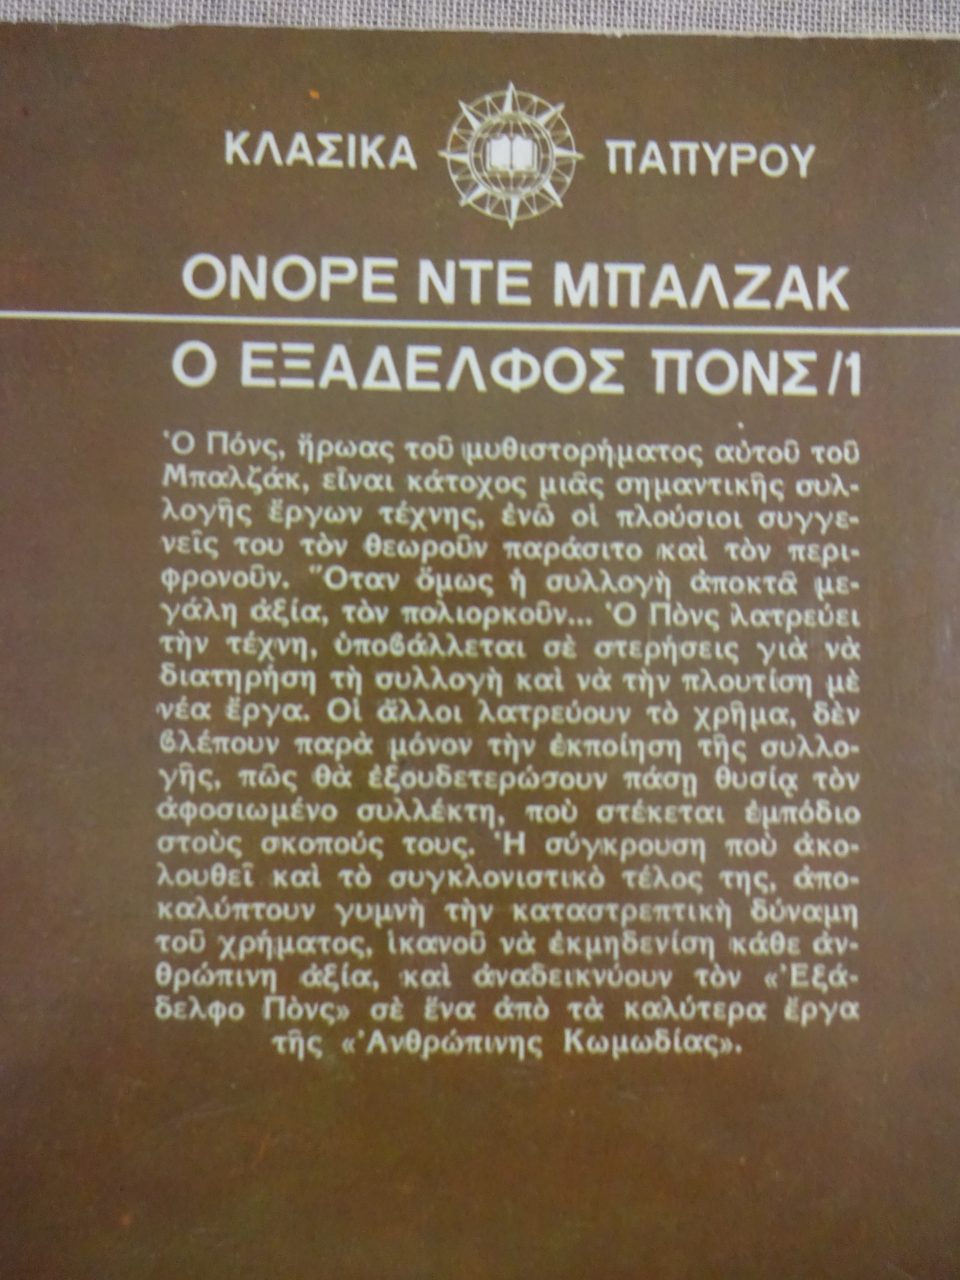 ΚΛΑΣΙΚΑ ΠΑΠΥΡΟΥ
ΟΝΟΡΕ ΝΤΕ ΜΠΑΛΖΑΚ
Ο ΕΞΑΔΕΛΦΟΣ ΠΟΝΣ/1
Ὁ Πόνς, ἥρωας τοῦ μυθιστορήματος αὐτοῦ τοῦ
Μπαλζάκ, εἶναι κάτοχος μιᾶς σημαντικῆς συλ-
λογῆς ἔργων τέχνης, ἐνῶ οἱ πλούσιοι συγγε-
νεῖς του τὸν θεωροῦν παράσιτο καὶ τὸν περι-
φρονοῦν. Ὅταν ὅμως ἡ συλλογὴ ἀποκτᾶ με-
γάλη ἀξία, τὸν πολιορκοῦν... Ὁ Πὸνς λατρεύει
τὴν τέχνη, ὑποβάλλεται σὲ στερήσεις γιὰ νὰ
διατηρήση τὴ συλλογὴ καὶ νὰ τὴν πλουτίση μὲ
νέα ἔργα. Οἱ ἄλλοι λατρεύουν τὸ χρῆμα, δὲν
βλέπουν παρὰ μόνον τὴν ἐκποίηση τῆς συλλο-
γῆς, πῶς θὰ ἐξουδετερώσουν πάση θυσίᾳ τὸν
ἀφοσιωμένο συλλέκτη, ποὺ στέκεται ἐμπόδιο
στοὺς σκοπούς τους. Ἡ σύγκρουση ποὺ ἀκο-
λουθεῖ καὶ τὸ συγκλονιστικὸ τέλος της, ἀπο-
καλύπτουν γυμνὴ τὴν καταστρεπτικὴ δύναμη
τοῦ χρήματος, ἱκανοῦ νὰ ἐκμηδενίση κάθε ἀν-
θρώπινη ἀξία, καὶ ἀναδεικνύουν τὸν «Ἐξά-
δελφο Πὸνς» σὲ ἕνα ἀπὸ τὰ καλύτερα ἔργα
τῆς «Ἀνθρώπινης Κωμωδίας».